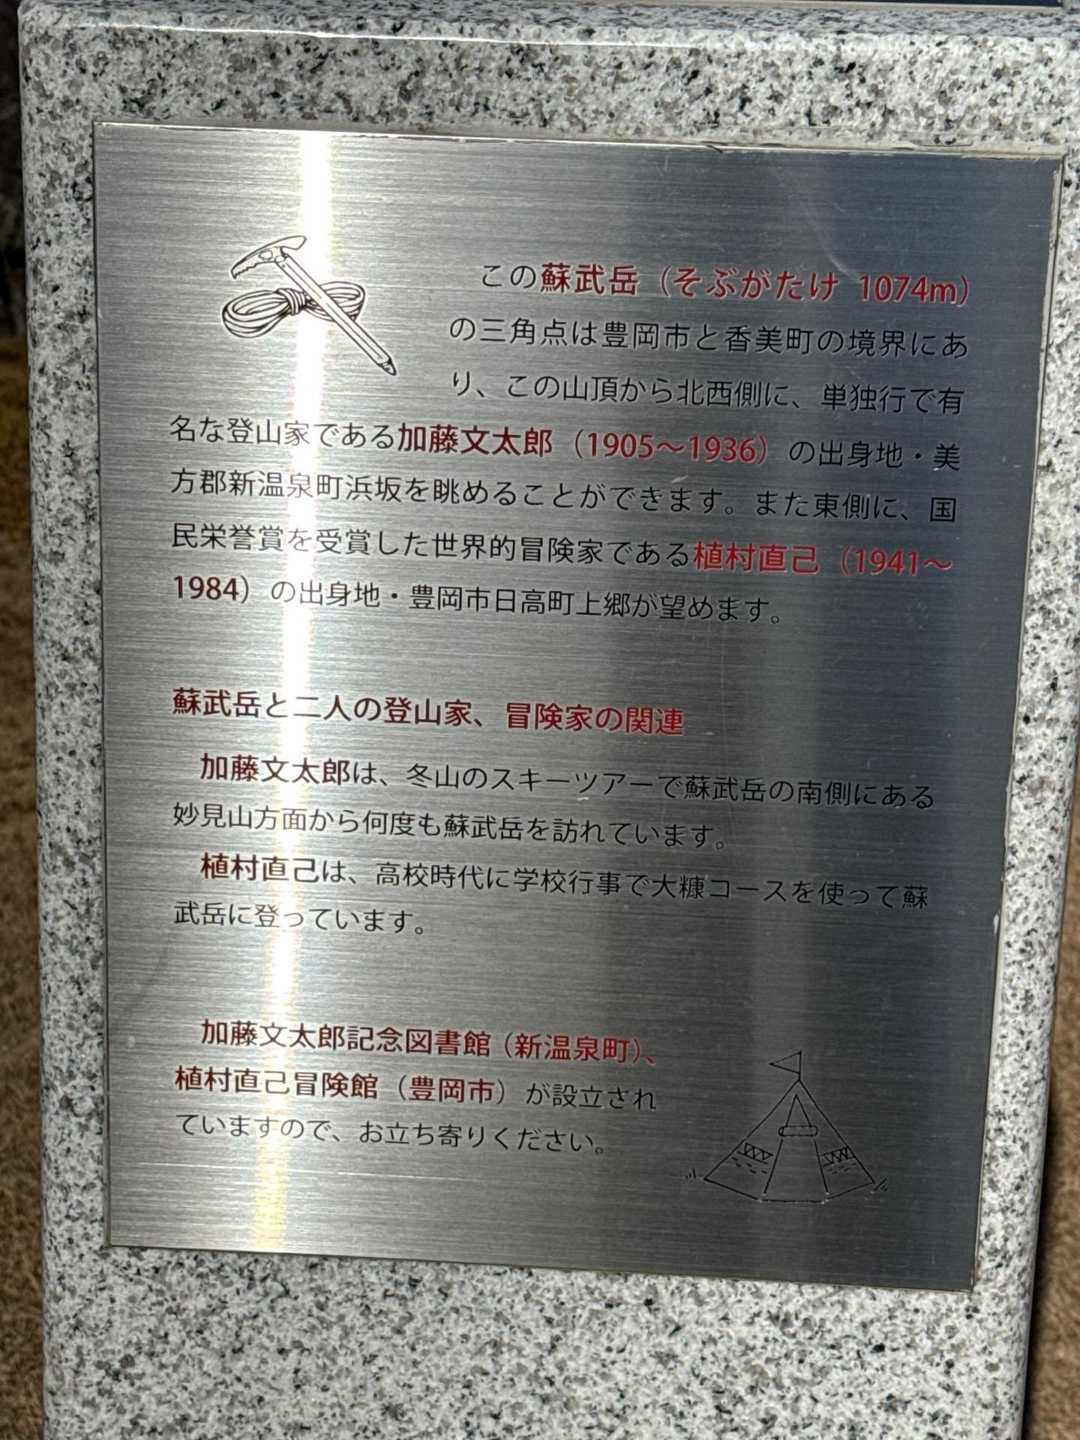 この蘇武岳（そぶがたけ 1074m）
の三角点は豊岡市と香美町の境界にあ
り、この山頂から北西側に、単独行で有
名な登山家である加藤文太郎（1905～1936）の出身地・美
方郡新温泉町浜坂を眺めることができます。また東側に、国
民栄誉賞を受賞した世界的冒険家である植村直己（1941～
1984）の出身地・豊岡市日高町上郷が望めます。
蘇武岳と二人の登山家、冒険家の関連
加藤文太郎は、冬山のスキーツアーで蘇武岳の南側にある
妙見山方面から何度も蘇武岳を訪れています。
植村直己は、高校時代に学校行事で大糠コースを使って蘇
武岳に登っています。
加藤文太郎記念図書館（新温泉町）、
植村直己冒険館（豊岡市）が設立され
ていますので、お立ち寄りください。